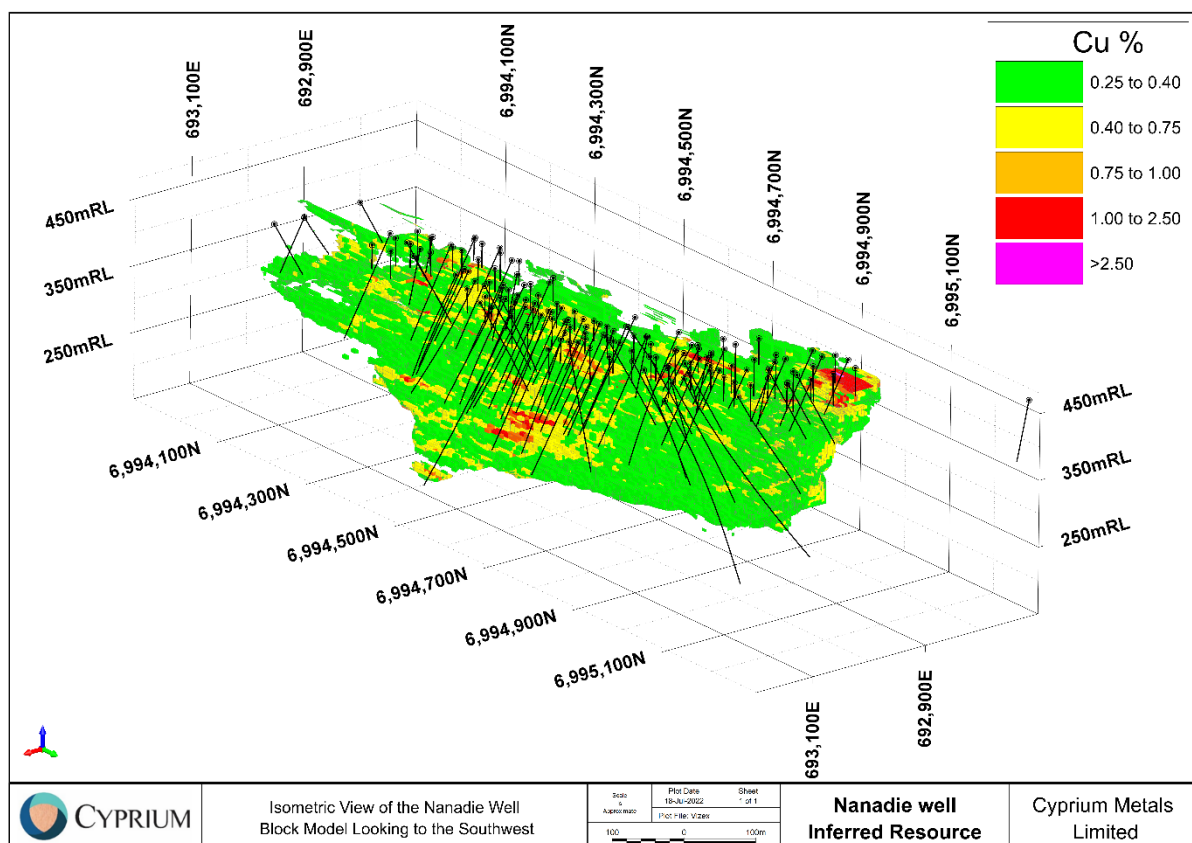 Cu %
0.25 to 0.40
0.40 to 0.75
0.75 to 1.00
1.00 to 2.50
>2.50
693,100E
692,900E
6,994,100N
6,994,300N
6,994,500N
6,994,700N
6,994,900N
6,995,100N
450mRL
350mRL
250mRL
450mRL
350mRL
250mRL
6,994,100N
6,994,300N
6,994,500N
6,994,700N
6,994,900N
6,995,100N
693,100E
692,900E
CYPRIUM
Isometric View of the Nanadie Well
Block Model Looking to the Southwest
Scale
is
Approximate
Plot Date
18-Jul-2022
Sheet
1 of 1
Plot File: Vizex
100 0 100m
Nanadie well
Inferred Resource
Cyprium Metals
Limited